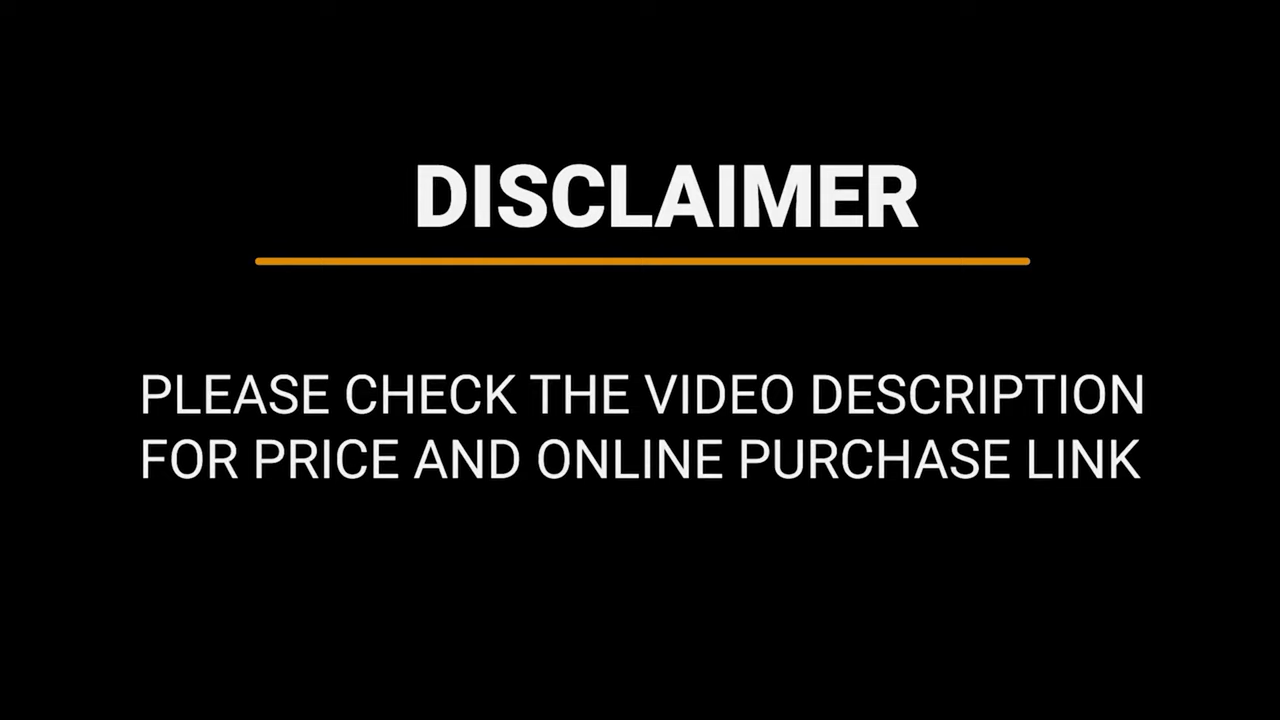 DISCLAIMER
PLEASE CHECK THE VIDEO DESCRIPTION
FOR PRICE AND ONLINE PURCHASE LINK